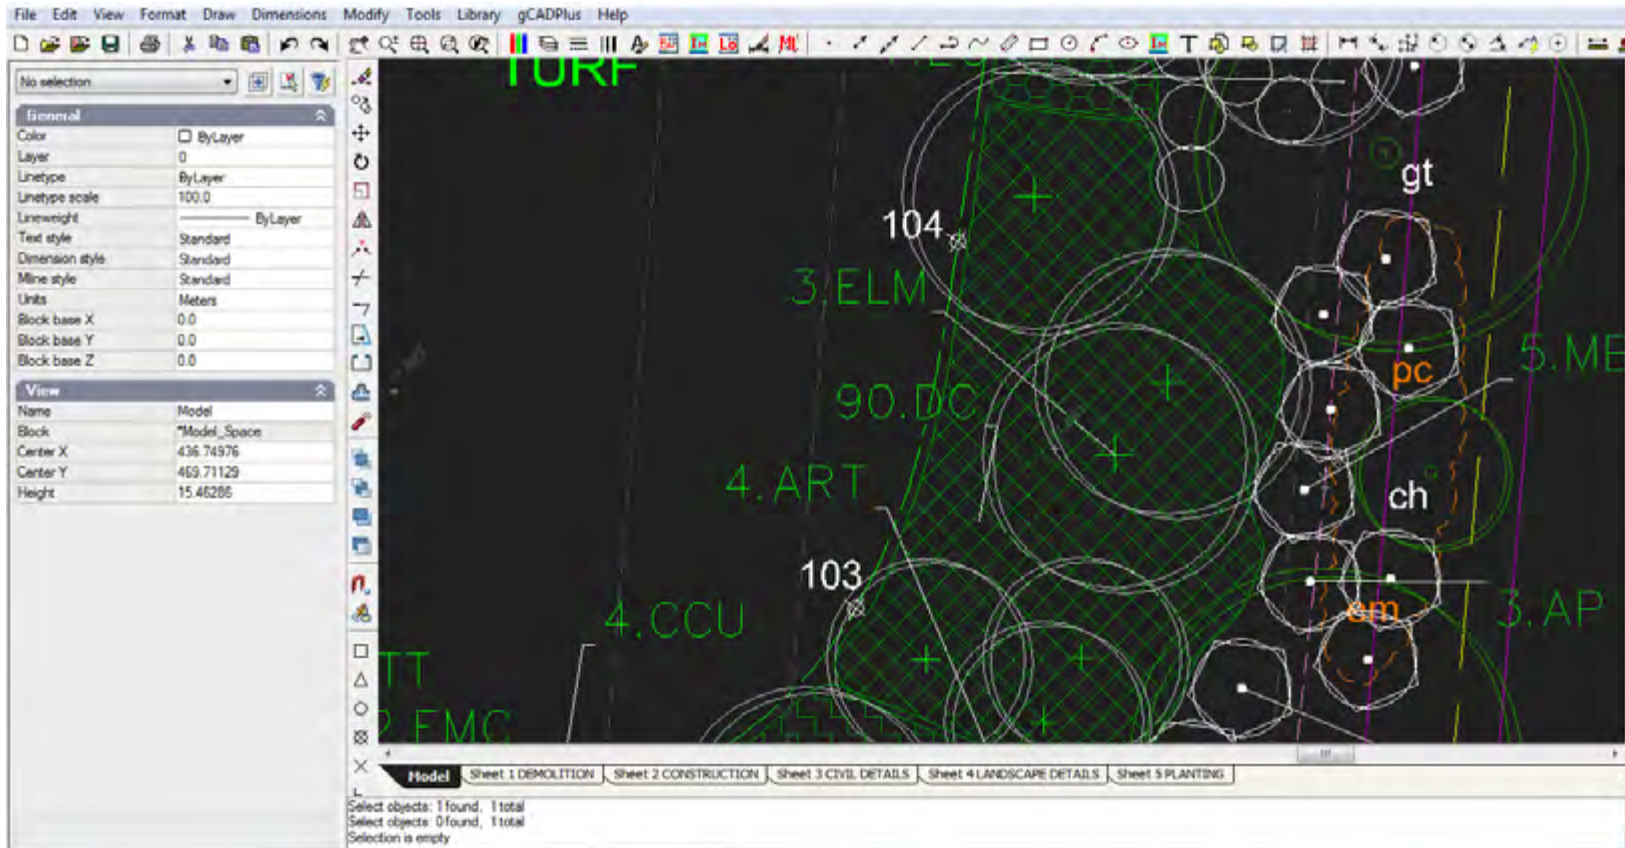 File Edit View Format Draw Dimensions Modify Tools Library gCADPlus Help
No selection
General
Color ByLayer
Layer 0
Linetype ByLayer
Linetype scale 100.0
Lineweight ByLayer
Text style Standard
Dimension style Standard
Mline style Standard
Units Meters
Block base X 0.0
Block base Y 0.0
Block base Z 0.0
View
Name Model
Block *Model_Space
Center X 436.74976
Center Y 469.71129
Height 15.46286
TURF
gt
104
3.ELM
5.ME
pc
90.DC
4.ART
ch
103
em
3.AP
4.CCU
TT
2.EMC
Model Sheet 1 DEMOLITION Sheet 2 CONSTRUCTION Sheet 3 CIVIL DETAILS Sheet 4 LANDSCAPE DETAILS Sheet 5 PLANTING
Select objects: 1 found, 1 total
Select objects: 0 found, 1 total
Selection is empty